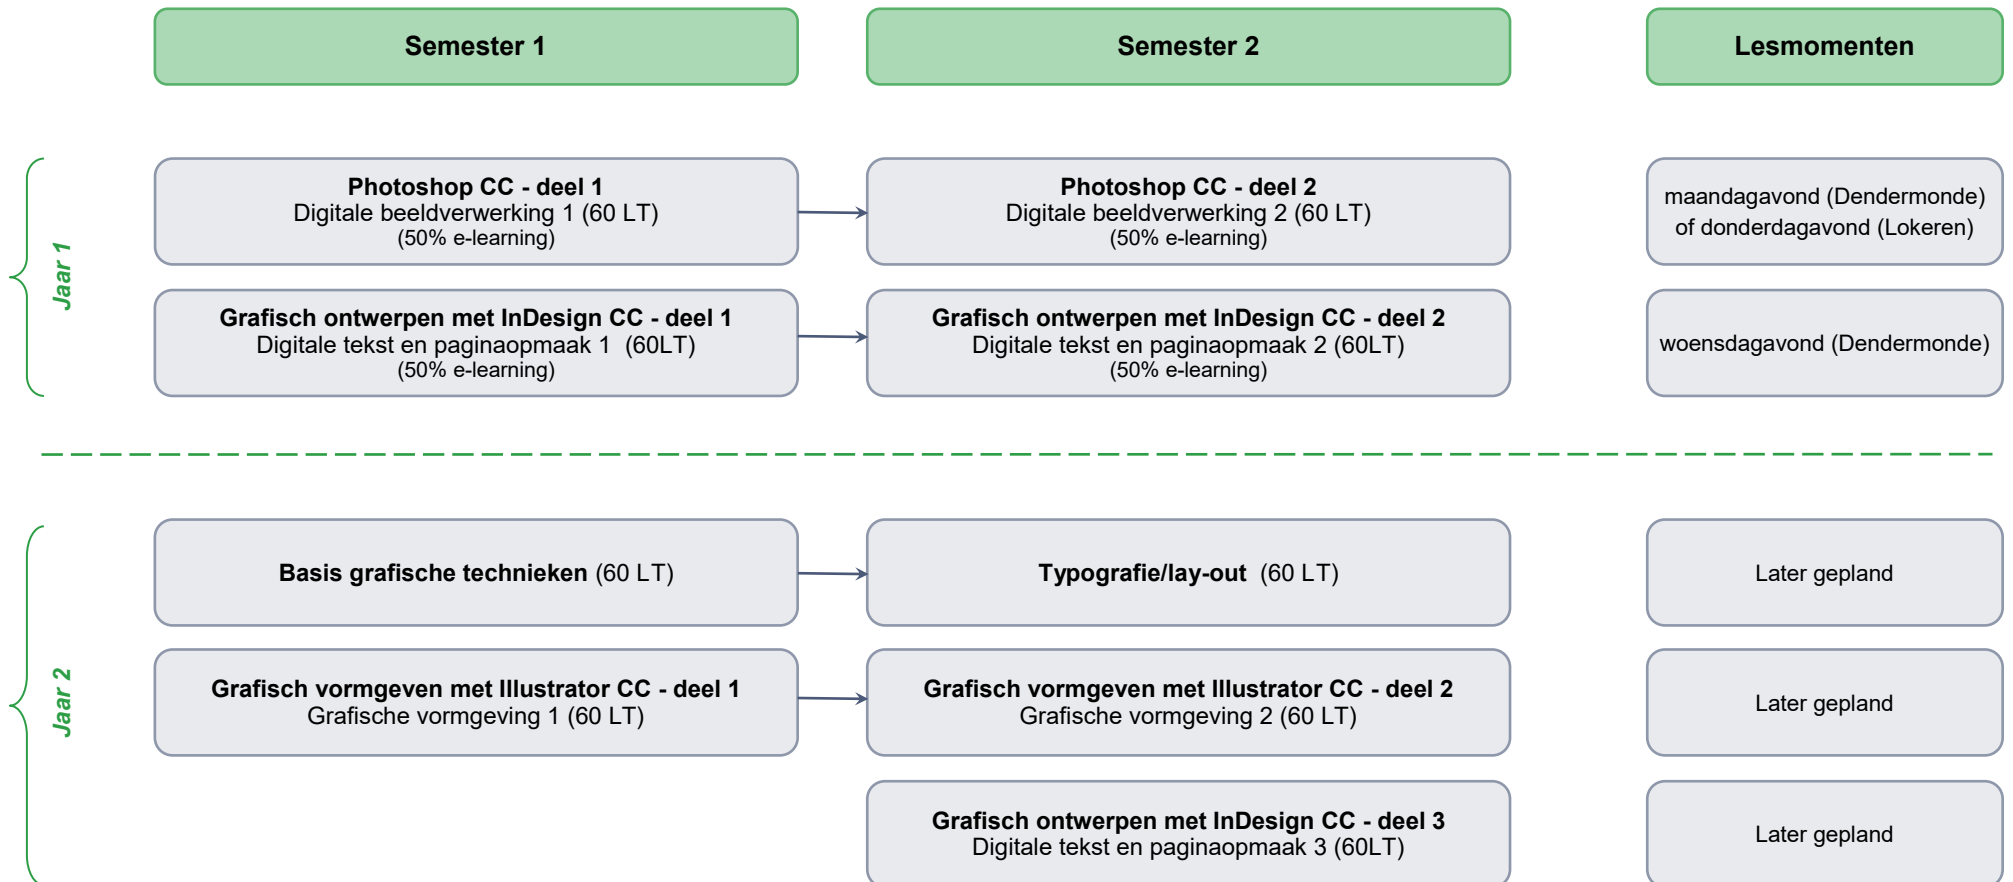 Semester 1
Semester 2
Lesmomenten
Jaar 1
Photoshop CC - deel 1
Digitale beeldverwerking 1 (60 LT)
(50% e-learning)
Photoshop CC - deel 2
Digitale beeldverwerking 2 (60 LT)
(50% e-learning)
maandagavond (Dendermonde)
of donderdagavond (Lokeren)
Grafisch ontwerpen met InDesign CC - deel 1
Digitale tekst en paginaopmaak 1 (60LT)
(50% e-learning)
Grafisch ontwerpen met InDesign CC - deel 2
Digitale tekst en paginaopmaak 2 (60LT)
(50% e-learning)
woensdagavond (Dendermonde)
Jaar 2
Basis grafische technieken (60 LT)
Typografie/lay-out (60 LT)
Later gepland
Grafisch vormgeven met Illustrator CC - deel 1
Grafische vormgeving 1 (60 LT)
Grafisch vormgeven met Illustrator CC - deel 2
Grafische vormgeving 2 (60 LT)
Later gepland
Grafisch ontwerpen met InDesign CC - deel 3
Digitale tekst en paginaopmaak 3 (60LT)
Later gepland